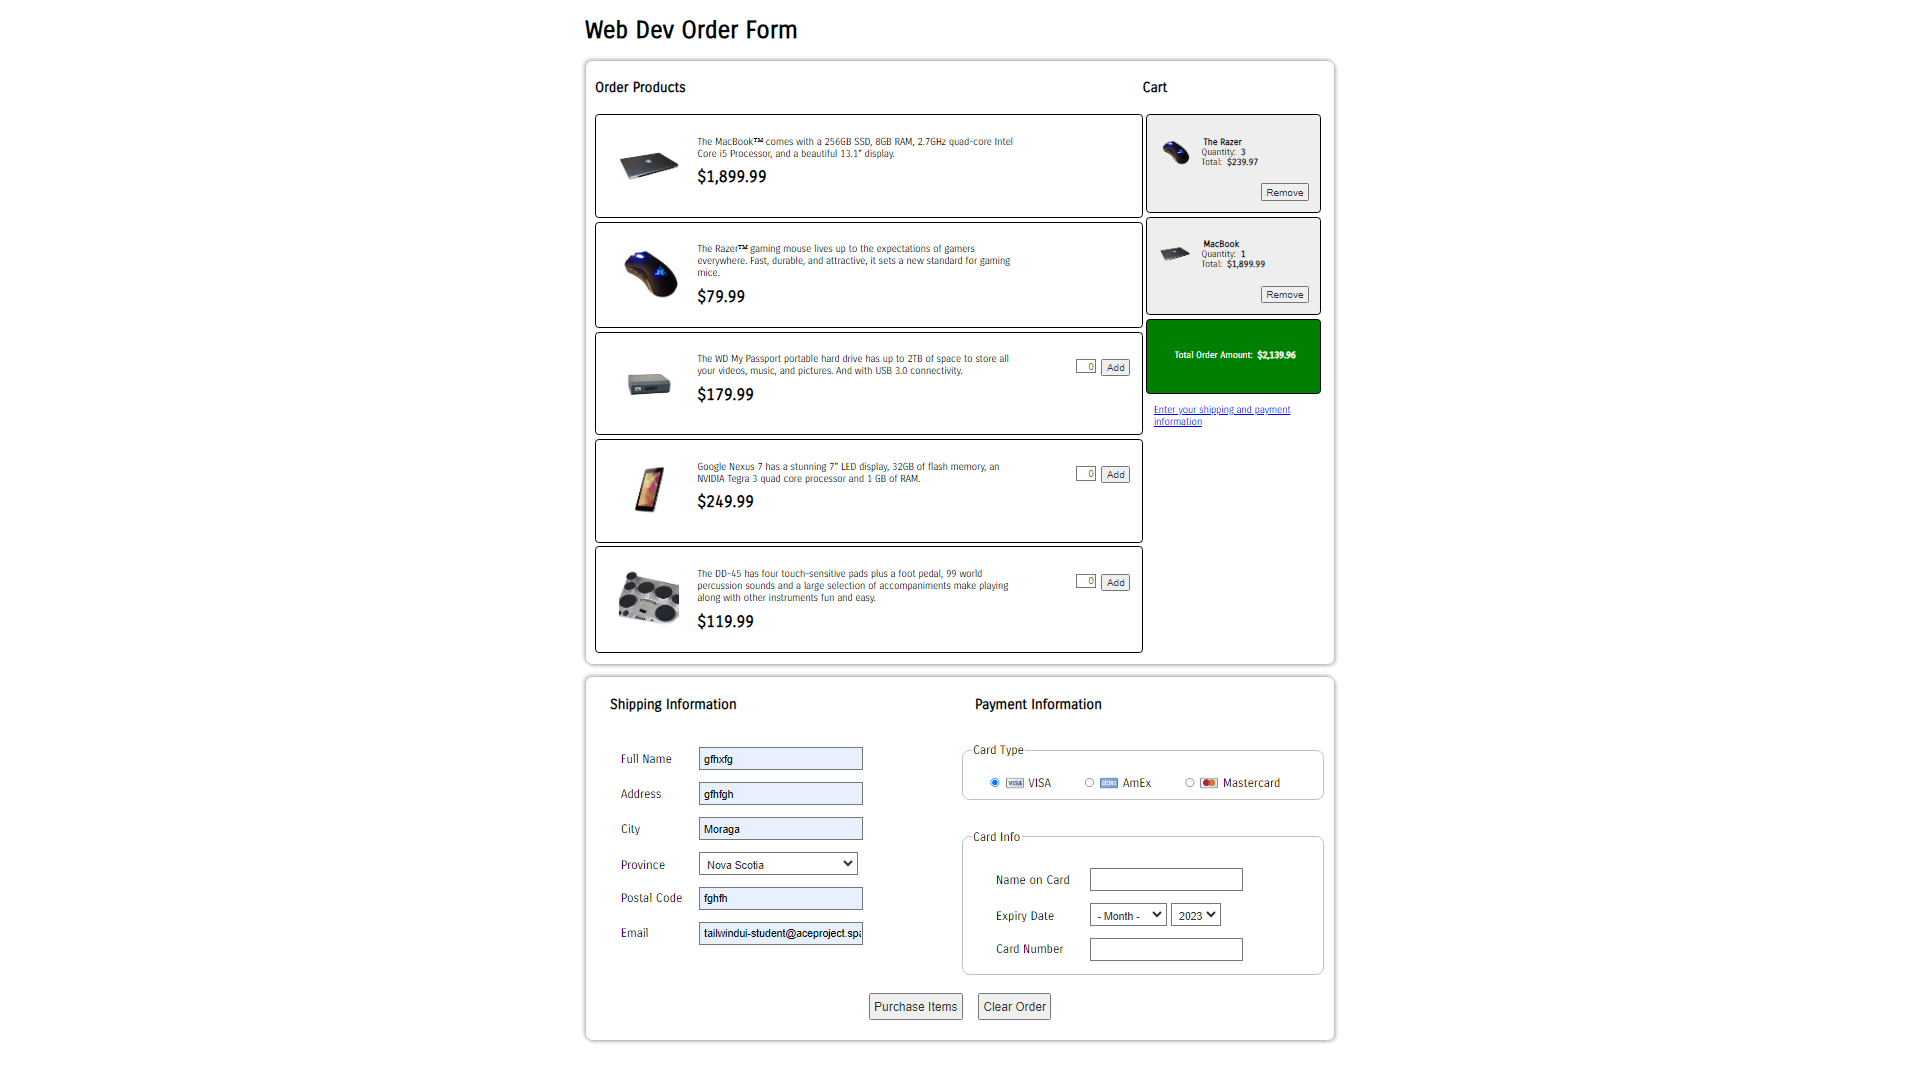 Web Dev Order Form
Order Products
The MacBook™ comes with a 256GB SSD, 8GB RAM, 2.7GHz quad-core Intel
Core i5 Processor, and a beautiful 13.1" display.
$1,899.99
The Razer™ gaming mouse lives up to the expectations of gamers
everywhere. Fast, durable, and attractive, it sets a new standard for gaming
mice.
$79.99
The WD My Passport portable hard drive has up to 2TB of space to store all
your videos, music, and pictures. And with USB 3.0 connectivity.
$179.99
0 Add
Google Nexus 7 has a stunning 7" LED display, 32GB of flash memory, an
NVIDIA Tegra 3 quad core processor and 1 GB of RAM.
$249.99
0 Add
The DD-45 has four touch-sensitive pads plus a foot pedal, 99 world
percussion sounds and a large selection of accompaniments make playing
along with other instruments fun and easy.
$119.99
0 Add
Cart
The Razer
Quantity: 3
Total: $239.97
Remove
MacBook
Quantity: 1
Total: $1,899.99
Remove
Total Order Amount: $2,139.96
Enter your shipping and payment
information
Shipping Information
Full Name gfhxfg
Address gfhfgh
City Moraga
Province Nova Scotia
Postal Code fghfh
Email tailwindui-student@aceproject.spa
Payment Information
Card Type
VISA VISA AmEx Mastercard
Card Info
Name on Card
Expiry Date - Month - 2023
Card Number
Purchase Items Clear Order